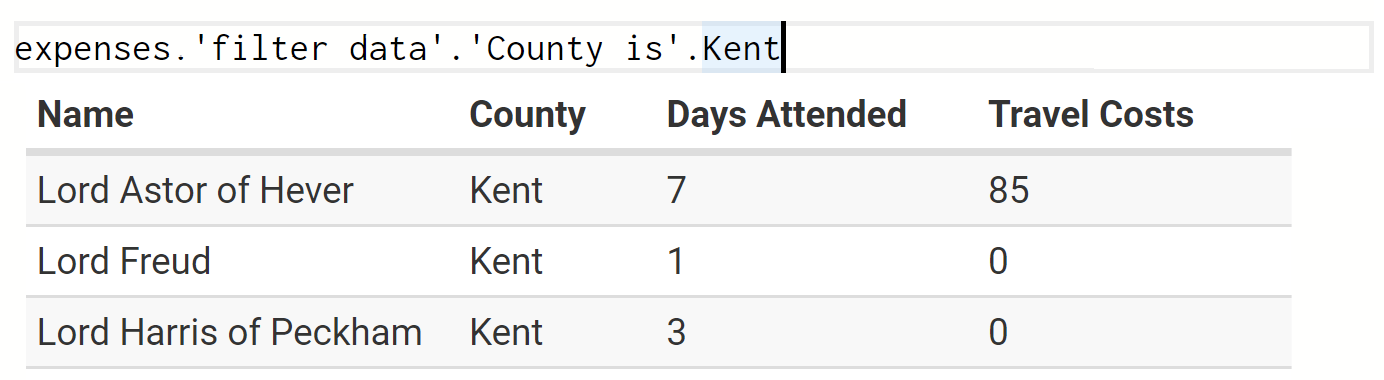 expenses.'filter data'.'County is'.Kent
Name County Days Attended Travel Costs
Lord Astor of Hever Kent 7 85
Lord Freud Kent 1 0
Lord Harris of Peckham Kent 3 0